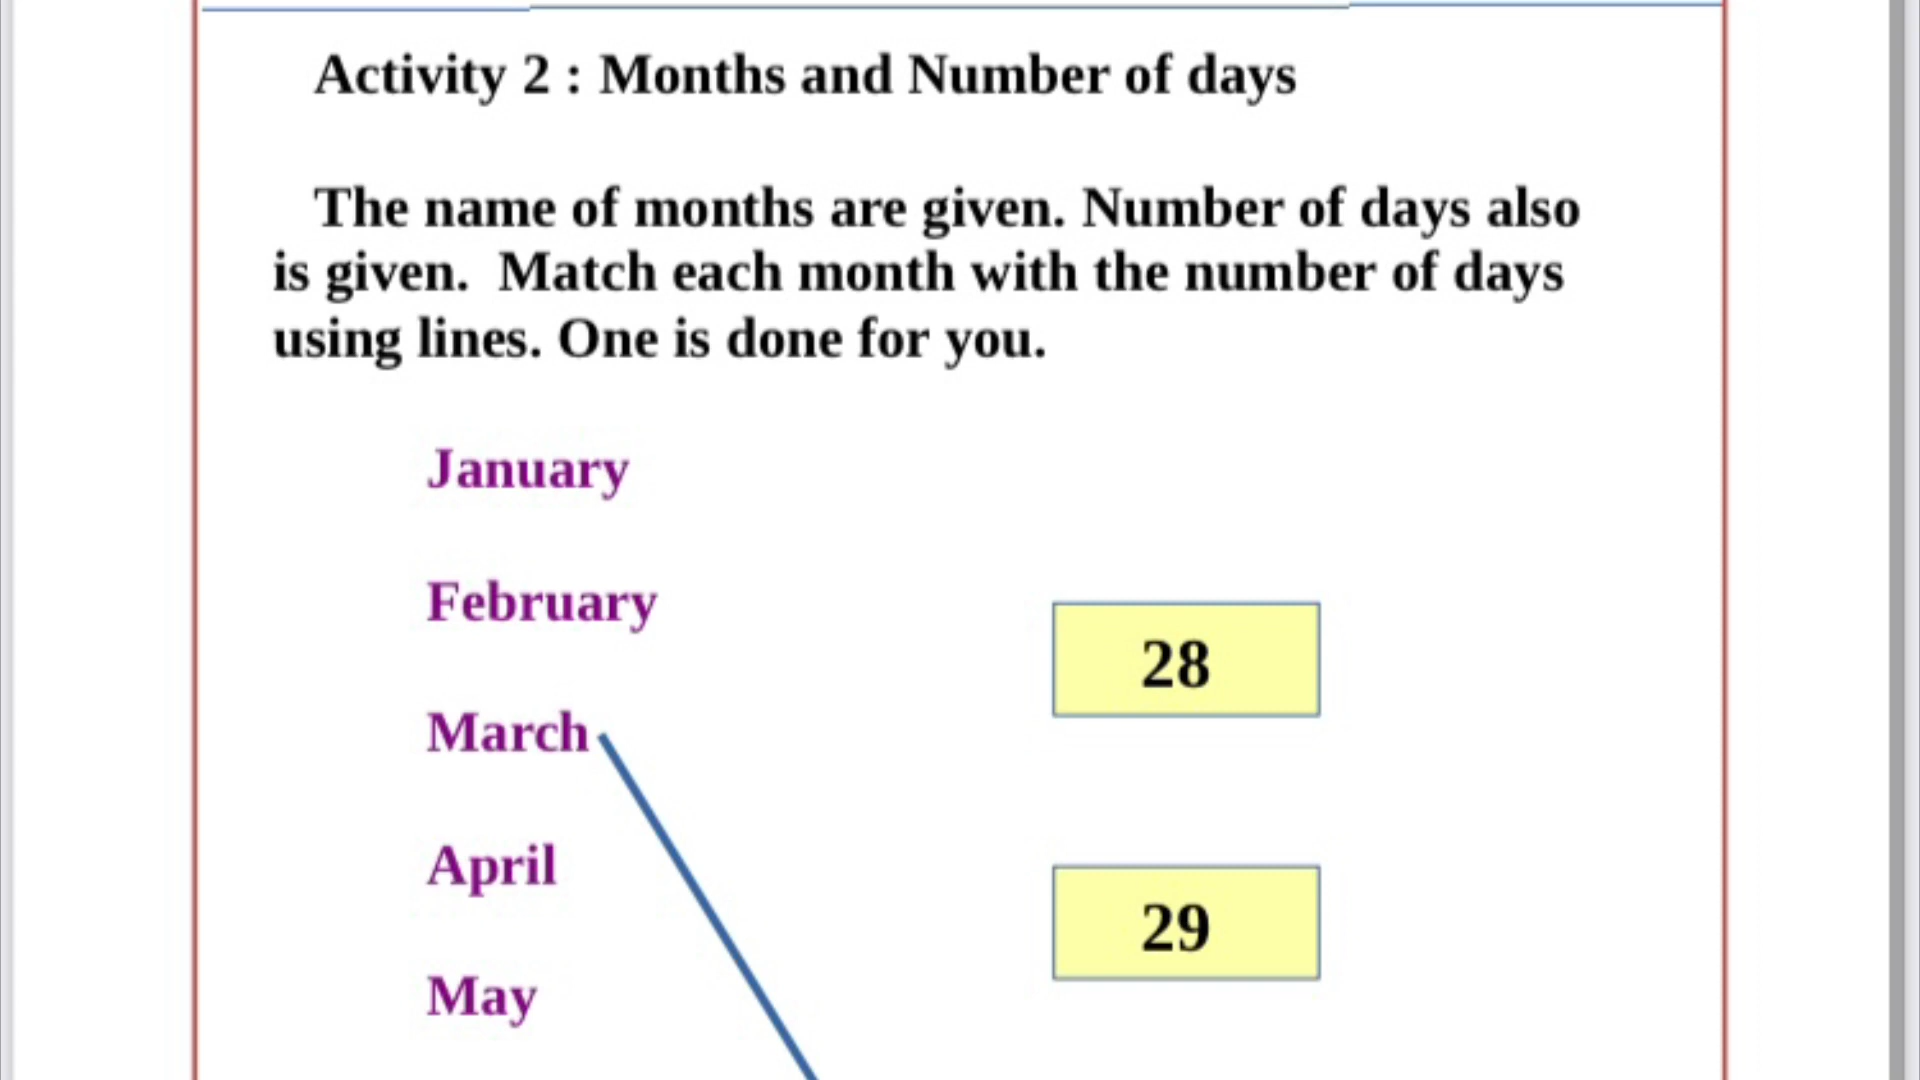 Activity 2 : Months and Number of days
The name of months are given. Number of days also
is given. Match each month with the number of days
using lines. One is done for you.
January
February
28
March
April
29
May